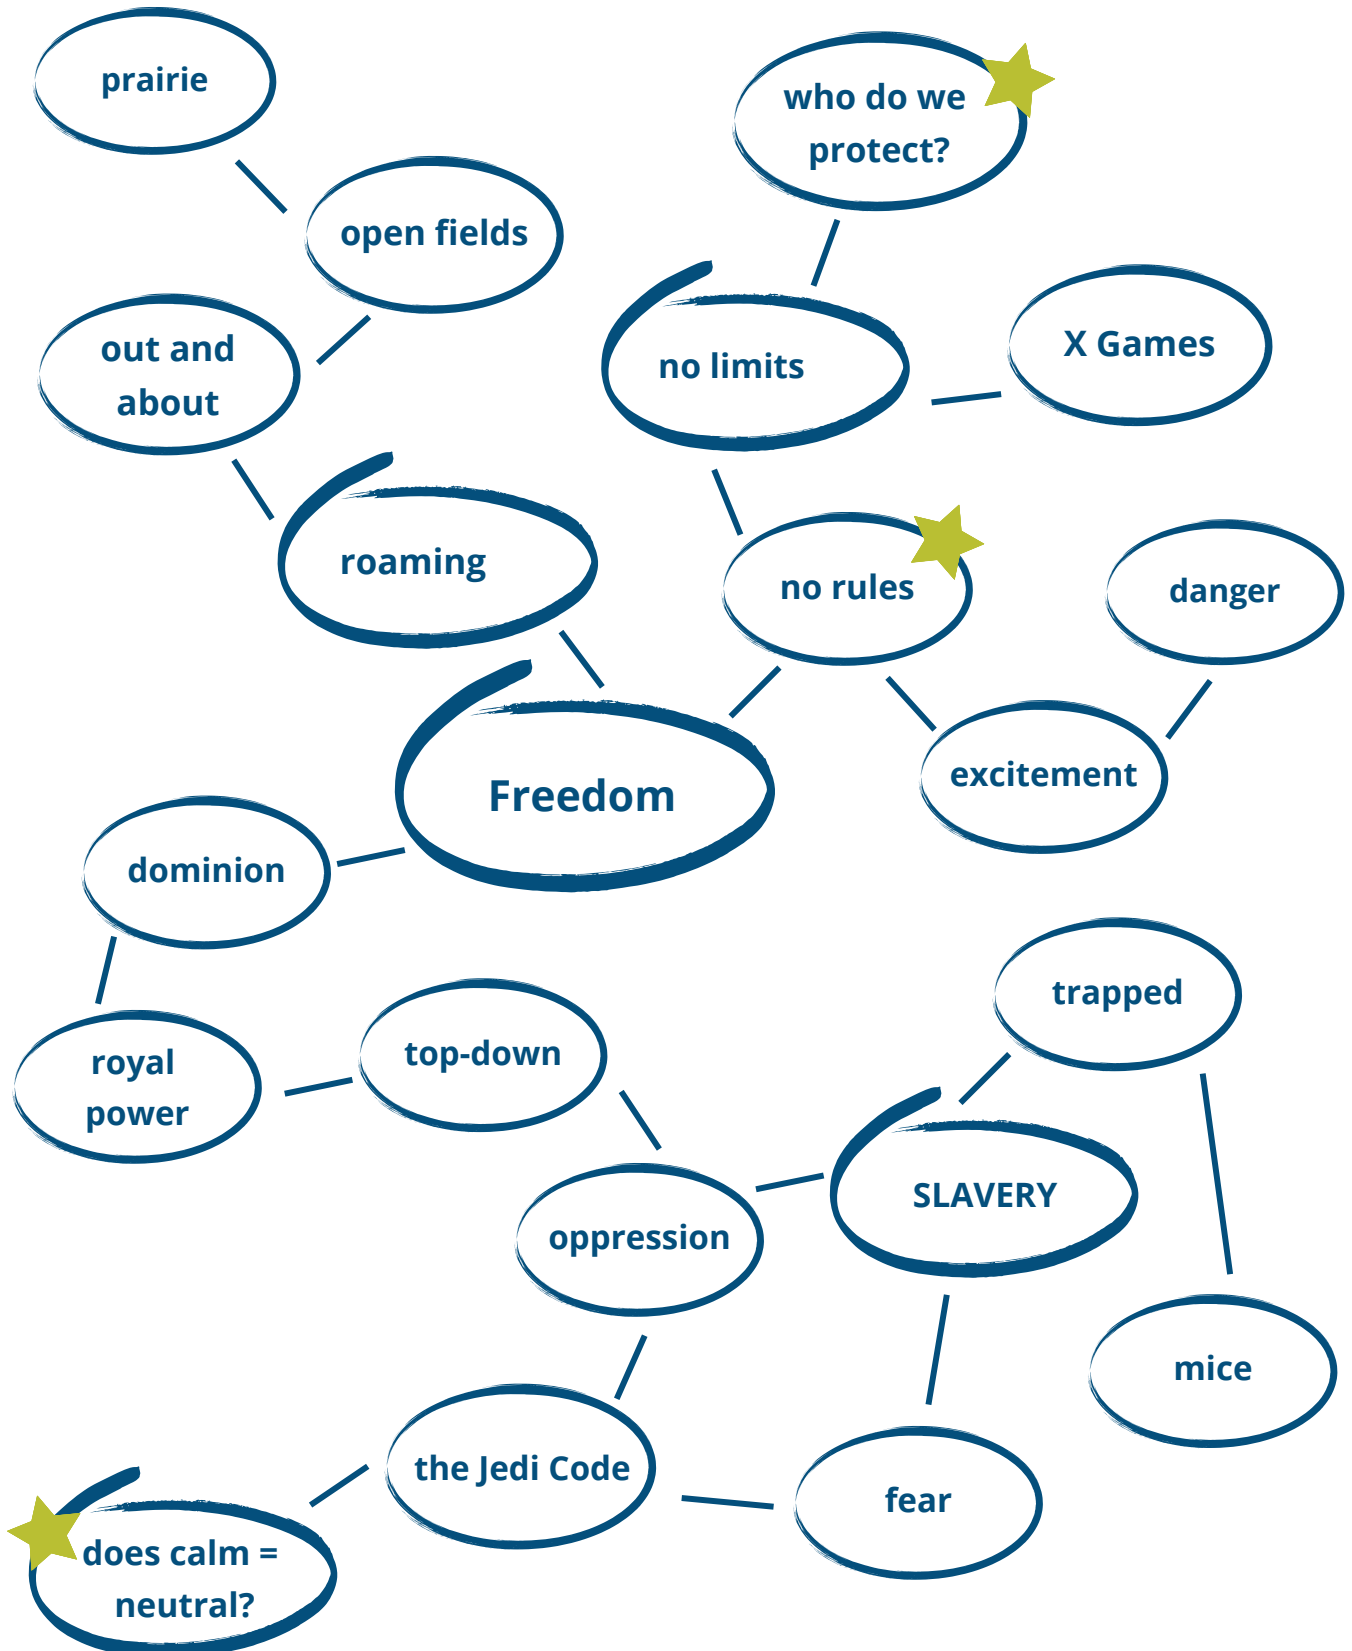 prairie
who do we
protect?
open fields
out and
about
no limits
X Games
roaming
no rules
danger
excitement
Freedom
dominion
trapped
royal
power
top-down
SLAVERY
oppression
mice
the Jedi Code
fear
does calm =
neutral?